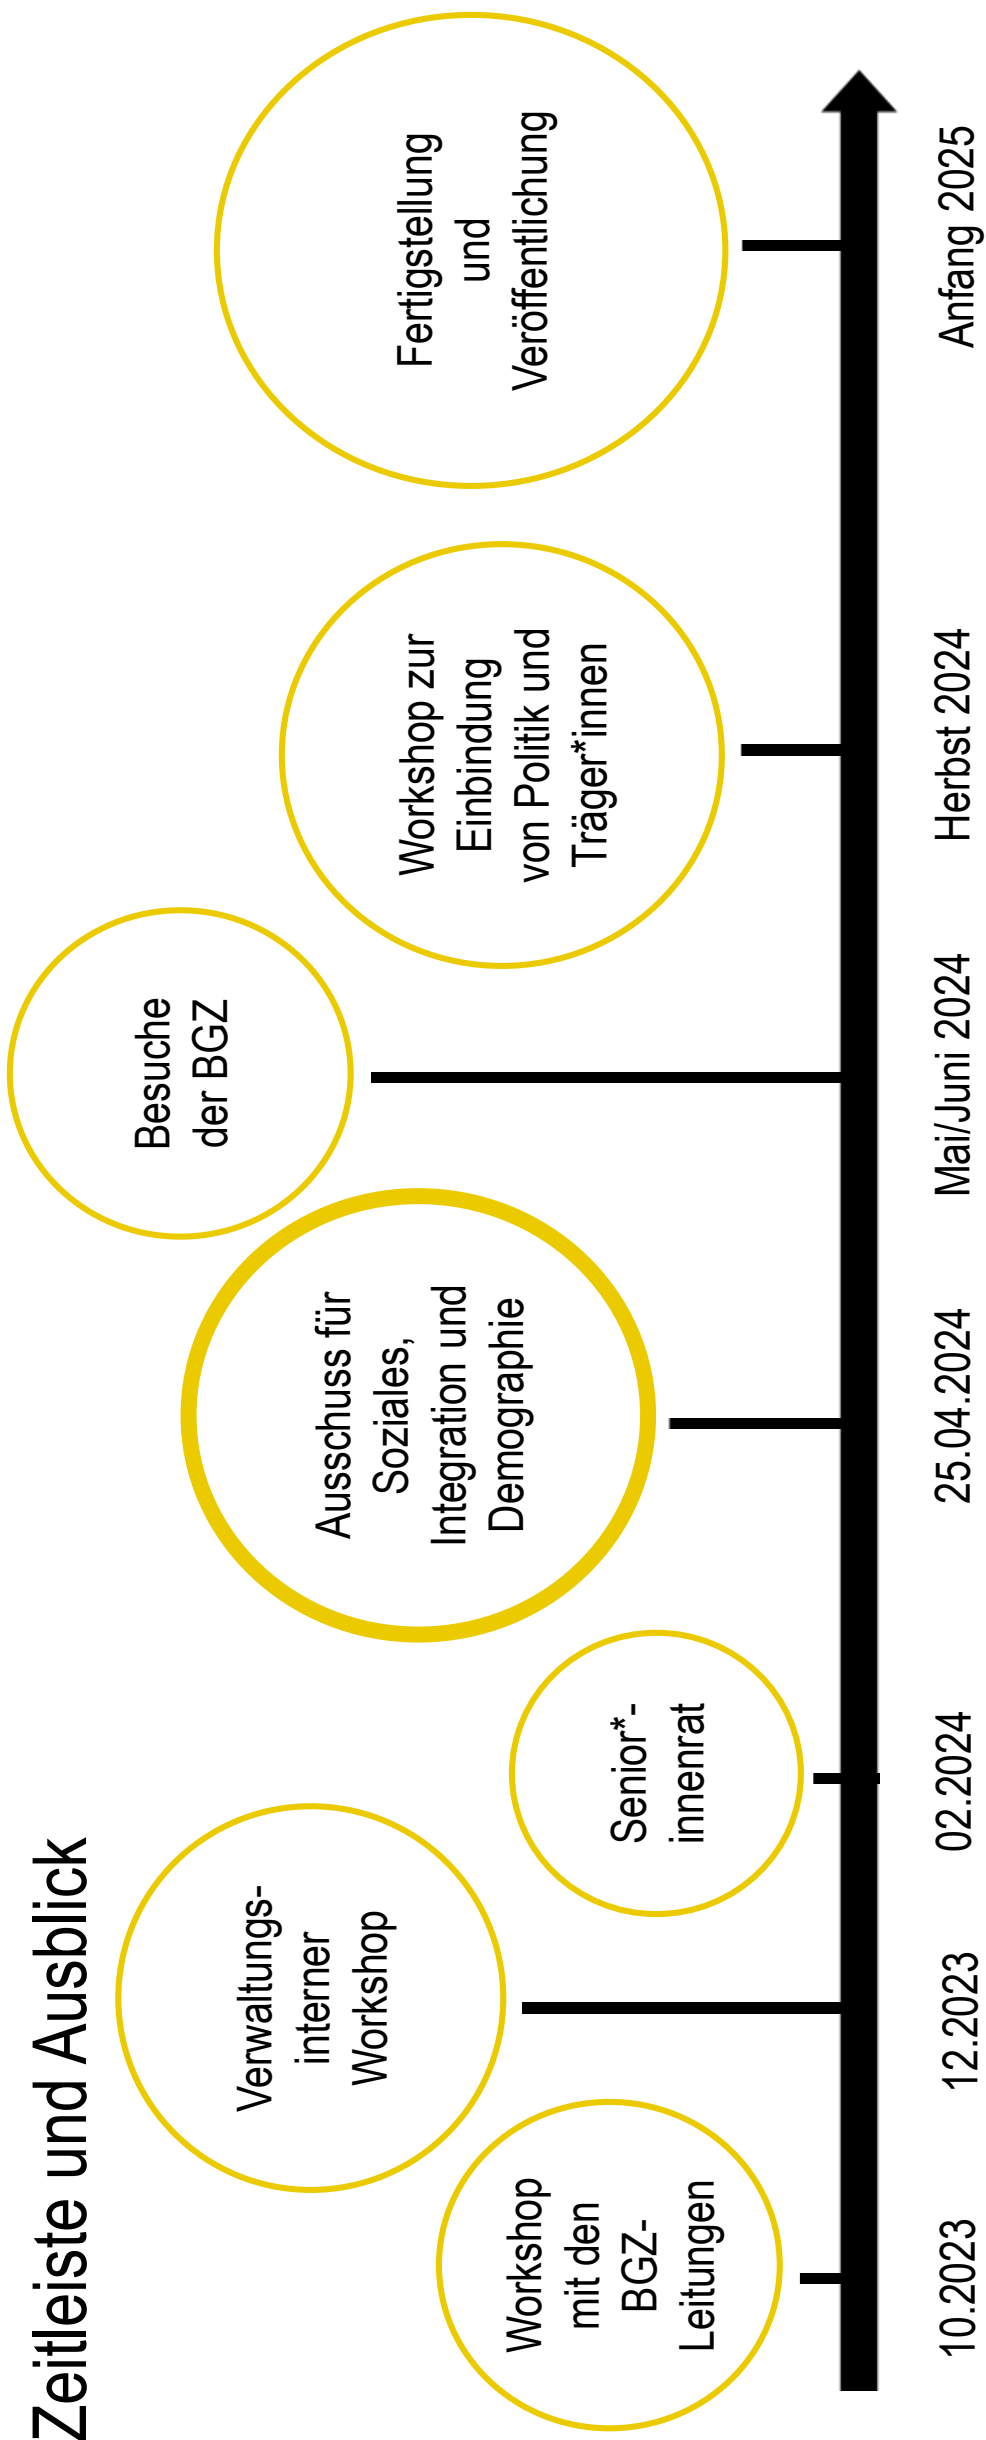 Zeitleiste und Ausblick
Workshop
mit den
BGZ-
Leitungen
Verwaltungs-
interner
Workshop
Senior*-
innenrat
Ausschuss für
Soziales,
Integration und
Demographie
Besuche
der BGZ
Workshop zur
Einbindung
von Politik und
Träger*innen
Fertigstellung
und
Veröffentlichung
10.2023
12.2023
02.2024
25.04.2024
Mai/Juni 2024
Herbst 2024
Anfang 2025